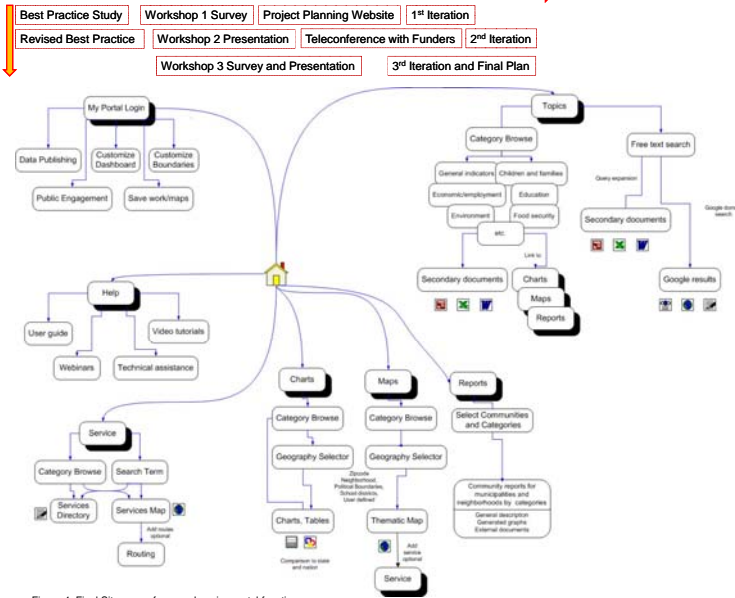 Best Practice Study
Workshop 1 Survey
Project Planning Website
1st Iteration
Revised Best Practice
Workshop 2 Presentation
Teleconference with Funders
2nd Iteration
Workshop 3 Survey and Presentation
3rd Iteration and Final Plan
My Portal Login
Data Publishing
Customize
Dashboard
Customize
Boundaries
Public Engagement
Save work/maps
Topics
Category Browse
Free text search
General indicators
Children and families
Economic/employment
Education
Environment
Food security
etc.
Query expansion
Secondary documents
Link to:
Secondary documents
Charts
Maps
Reports
Google results
search
Help
User guide
Video tutorials
Webinars
Technical assistance
Service
Category Browse
Search Term
Services
Directory
Services Map
Add routes
optional
Routing
Charts
Category Browse
Geography Selector
Zipcode
Neighborhood,
Political Boundaries,
School districts,
User defined
Charts, Tables
Comparison to state
and nation
Maps
Category Browse
Geography Selector
Thematic Map
Add
service
optional
Service
Reports
Select Communities
and Categories
Community reports for
municipalities and
neighborhoods by categories
General description
Generated graphs
External documents